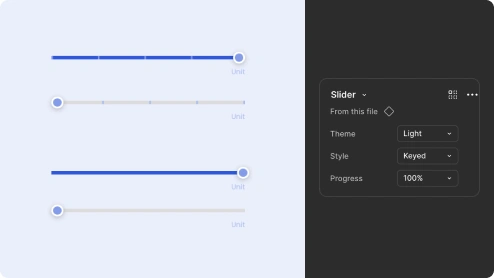 Unit
Unit
Unit
Unit
Slider
From this file
Theme Light
Style Keyed
Progress 100%